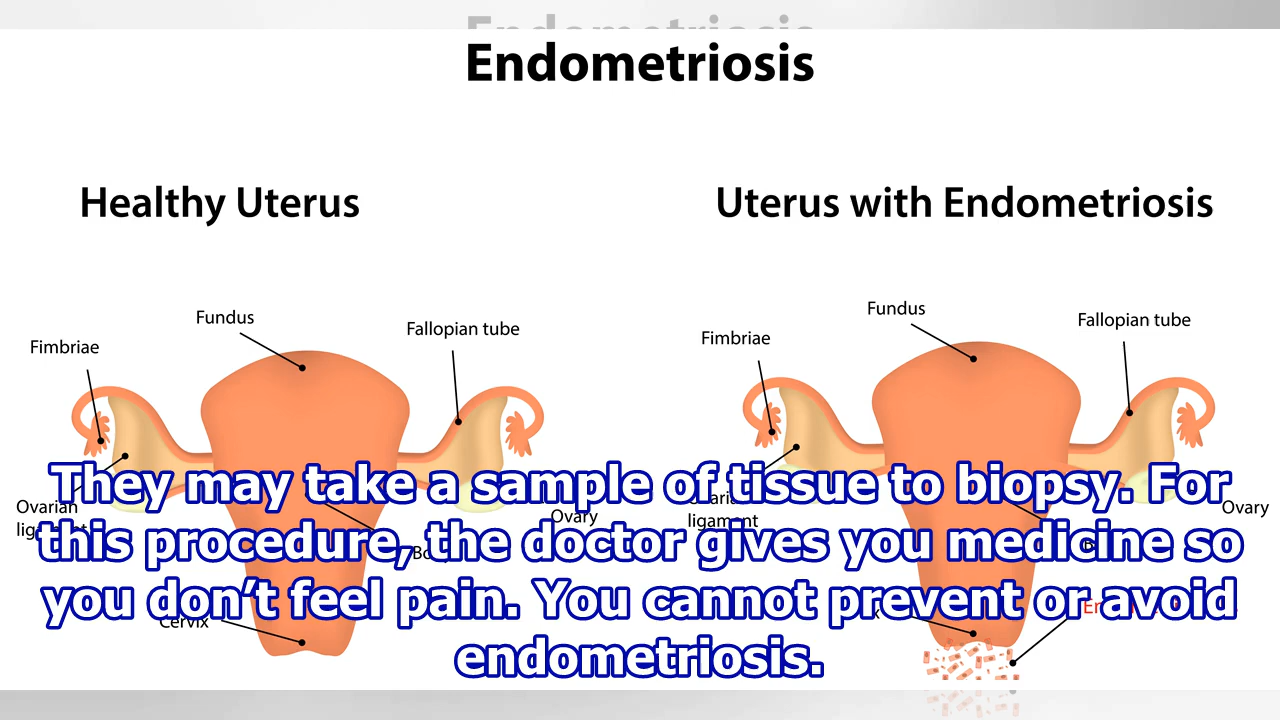 Endometriosis
Healthy Uterus
Uterus with Endometriosis
Fundus
Fallopian tube
Fimbriae
Fundus
Fallopian tube
Fimbriae
Ovarian
Ovary
Cervix
ligament
Ovary
They may take a sample of tissue to biopsy. For
this procedure, the doctor gives you medicine so
you don’t feel pain. You cannot prevent or avoid
endometriosis.